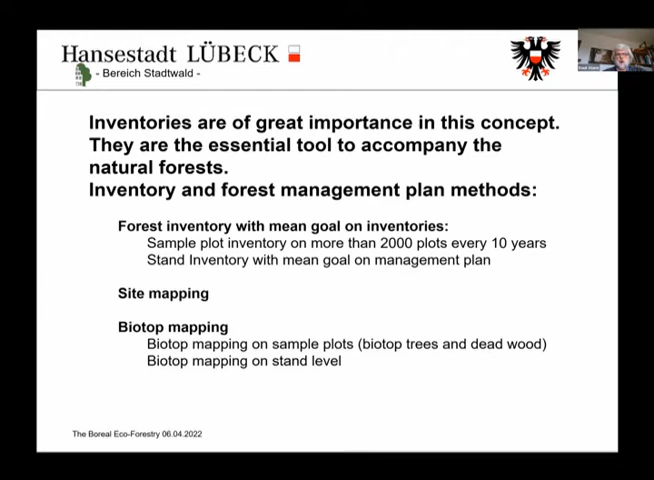 Hansestadt LÜBECK
- Bereich Stadtwald -
Inventories are of great importance in this concept.
They are the essential tool to accompany the
natural forests.
Inventory and forest management plan methods:
Forest inventory with mean goal on inventories:
Sample plot inventory on more than 2000 plots every 10 years
Stand Inventory with mean goal on management plan
Site mapping
Biotop mapping
Biotop mapping on sample plots (biotop trees and dead wood)
Biotop mapping on stand level
The Boreal Eco-Forestry 06.04.2022